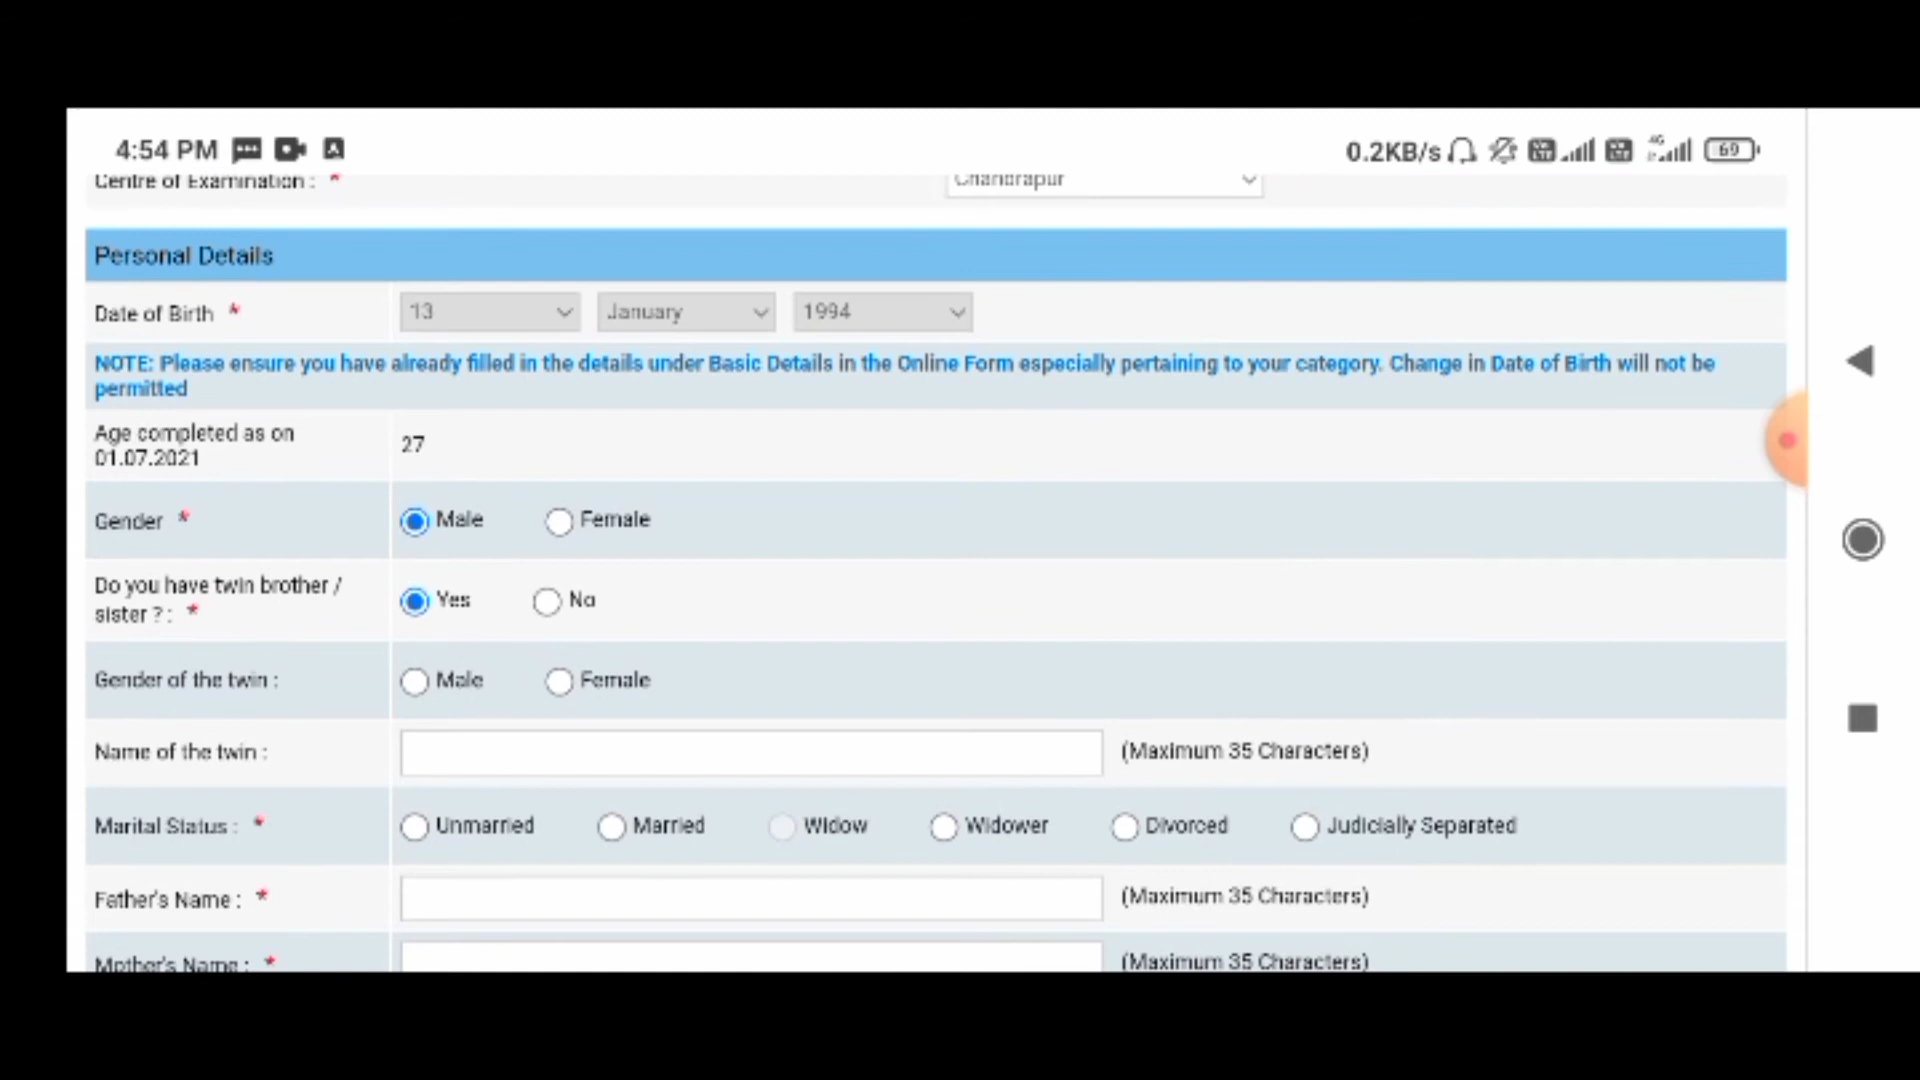 4:54 PM 0.2KB/s 4G 69
Centre of Examination : * Chandrapur
Personal Details
Date of Birth * 13 January 1994
NOTE: Please ensure you have already filled in the details under Basic Details in the Online Form especially pertaining to your category. Change in Date of Birth will not be
permitted
Age completed as on
01.07.2021
27
Gender * Male Female
Do you have twin brother /
sister ? : *
Yes No
Gender of the twin : Male Female
Name of the twin : (Maximum 35 Characters)
Marital Status : * Unmarried Married Widow Widower Divorced Judicially Separated
Father's Name : * (Maximum 35 Characters)
Mother's Name : * (Maximum 35 Characters)